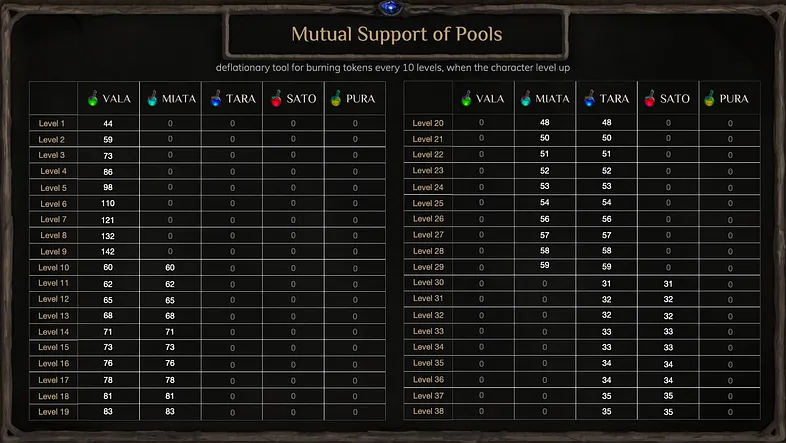 Mutual Support of Pools
deflationary tool for burning tokens every 10 levels, when the character level up
VALA MIATA TARA SATO PURA
Level 1 44 0 0 0 0
Level 2 59 0 0 0 0
Level 3 73 0 0 0 0
Level 4 86 0 0 0 0
Level 5 98 0 0 0 0
Level 6 110 0 0 0 0
Level 7 121 0 0 0 0
Level 8 132 0 0 0 0
Level 9 142 0 0 0 0
Level 10 60 60 0 0 0
Level 11 62 62 0 0 0
Level 12 65 65 0 0 0
Level 13 68 68 0 0 0
Level 14 71 71 0 0 0
Level 15 73 73 0 0 0
Level 16 76 76 0 0 0
Level 17 78 78 0 0 0
Level 18 81 81 0 0 0
Level 19 83 83 0 0 0
VALA MIATA TARA SATO PURA
Level 20 0 48 48 0 0
Level 21 0 50 50 0 0
Level 22 0 51 51 0 0
Level 23 0 52 52 0 0
Level 24 0 53 53 0 0
Level 25 0 54 54 0 0
Level 26 0 56 56 0 0
Level 27 0 57 57 0 0
Level 28 0 58 58 0 0
Level 29 0 59 59 0 0
Level 30 0 0 31 31 0
Level 31 0 0 32 32 0
Level 32 0 0 32 32 0
Level 33 0 0 33 33 0
Level 34 0 0 33 33 0
Level 35 0 0 34 34 0
Level 36 0 0 34 34 0
Level 37 0 0 35 35 0
Level 38 0 0 35 35 0